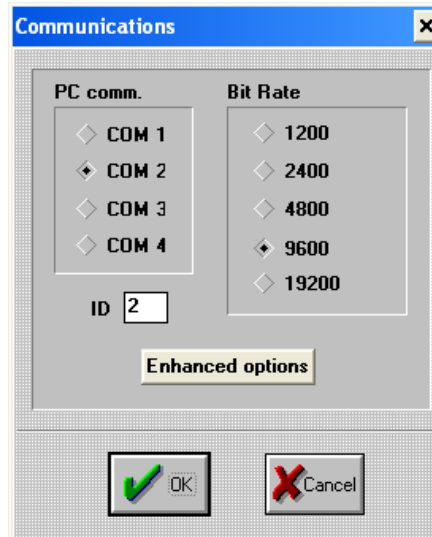 Communications
PC comm.
COM 1
COM 2
COM 3
COM 4
ID 2
Bit Rate
1200
2400
4800
9600
19200
Enhanced options
OK
Cancel